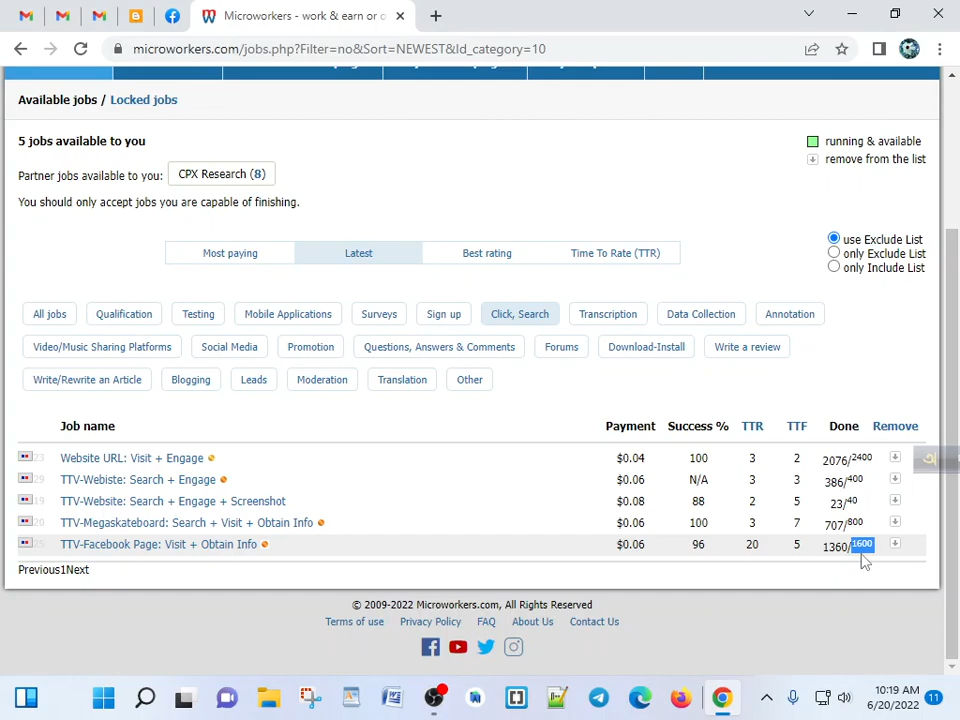 Microworkers - work & earn or o
microworkers.com/jobs.php?Filter=no&Sort=NEWEST&Id_category=10
Available jobs / Locked jobs
5 jobs available to you
running & available
remove from the list
Partner jobs available to you: CPX Research (8)
You should only accept jobs you are capable of finishing.
use Exclude List
only Exclude List
only Include List
Most paying Latest Best rating Time To Rate (TTR)
All jobs Qualification Testing Mobile Applications Surveys Sign up Click, Search Transcription Data Collection Annotation
Video/Music Sharing Platforms Social Media Promotion Questions, Answers & Comments Forums Download-Install Write a review
Write/Rewrite an Article Blogging Leads Moderation Translation Other
Job name Payment Success % TTR TTF Done Remove
23 Website URL: Visit + Engage $0.04 100 3 2 2076/2400
29 TTV-Webiste: Search + Engage $0.06 N/A 3 3 386/400
19 TTV-Website: Search + Engage + Screenshot $0.08 88 2 5 23/40
20 TTV-Megaskateboard: Search + Visit + Obtain Info $0.06 100 3 7 707/800
25 TTV-Facebook Page: Visit + Obtain Info $0.06 96 20 5 1360/1600
অ
Previous1Next
© 2009-2022 Microworkers.com, All Rights Reserved
Terms of use Privacy Policy FAQ About Us Contact Us
10:19 AM
6/20/2022
11